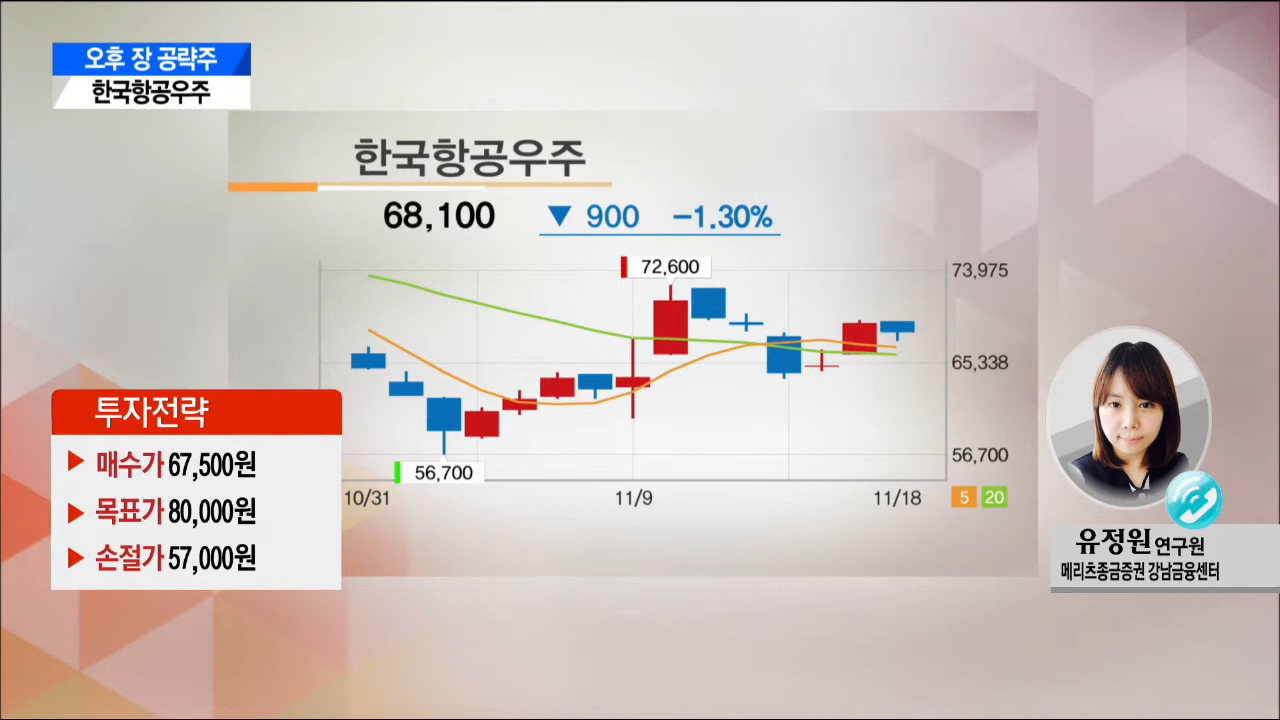 오후 장 공략주
한국항공우주
한국항공우주
68,100 ▼ 900 -1.30%
72,600
73,975
65,338
56,700
56,700
10/31 11/9 11/18 5 20
투자전략
▶ 매수가 67,500원
▶ 목표가 80,000원
▶ 손절가 57,000원
유정원 연구원
메리츠종금증권 강남금융센터